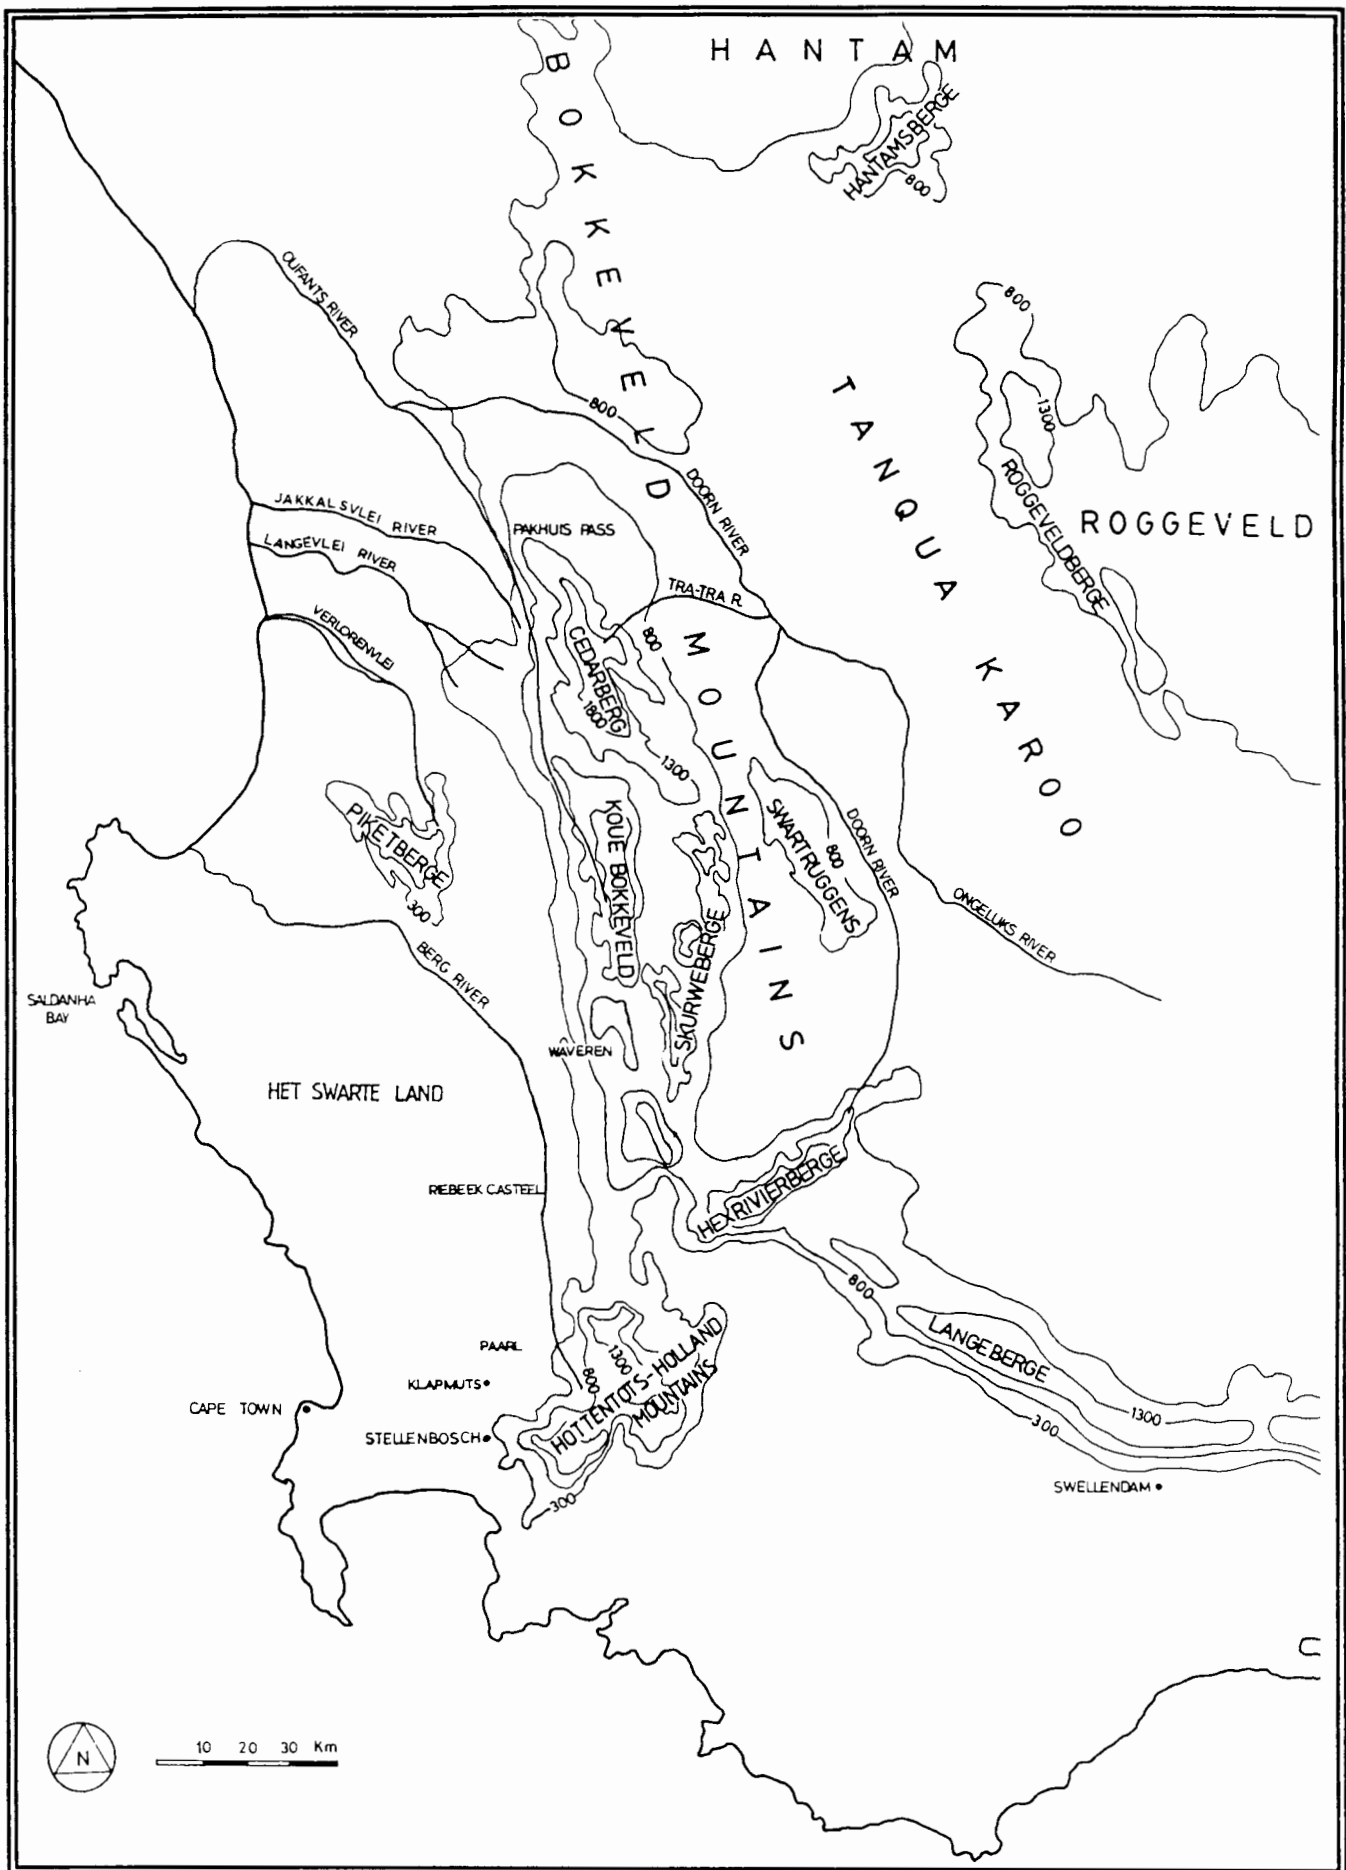 HANTAM
BOKKEVELD
MOUNTAINS
HANTAMSBERGE
800
OLIFANTS RIVER
800
TANQUA KAROO
1300
800
ROGGEVELDBERGE
ROGGEVELD
DOORN RIVER
JAKKALSVLEI RIVER
PAKHUIS PASS
LANGEVLEI RIVER
TRA-TRA R.
VERLORENVLEI
800
CEDARBERG
1800
1300
PIKETBERGE
300
KOUE BOKKEVELD
SWARTRUGGENS
800
DOORN RIVER
ONGELUKS RIVER
SKURWEBERGE
BERG RIVER
SALDANHA
BAY
WAVEREN
HET SWARTE LAND
RIEBEEK CASTEEL
HEXRIVIERBERGE
800
LANGEBERGE
1300
300
PAARL
1300
800
KLAPMUTS
HOTTENTOTS-HOLLAND
MOUNTAINS
CAPE TOWN
STELLENBOSCH
300
SWELLENDAM
N
10 20 30 Km